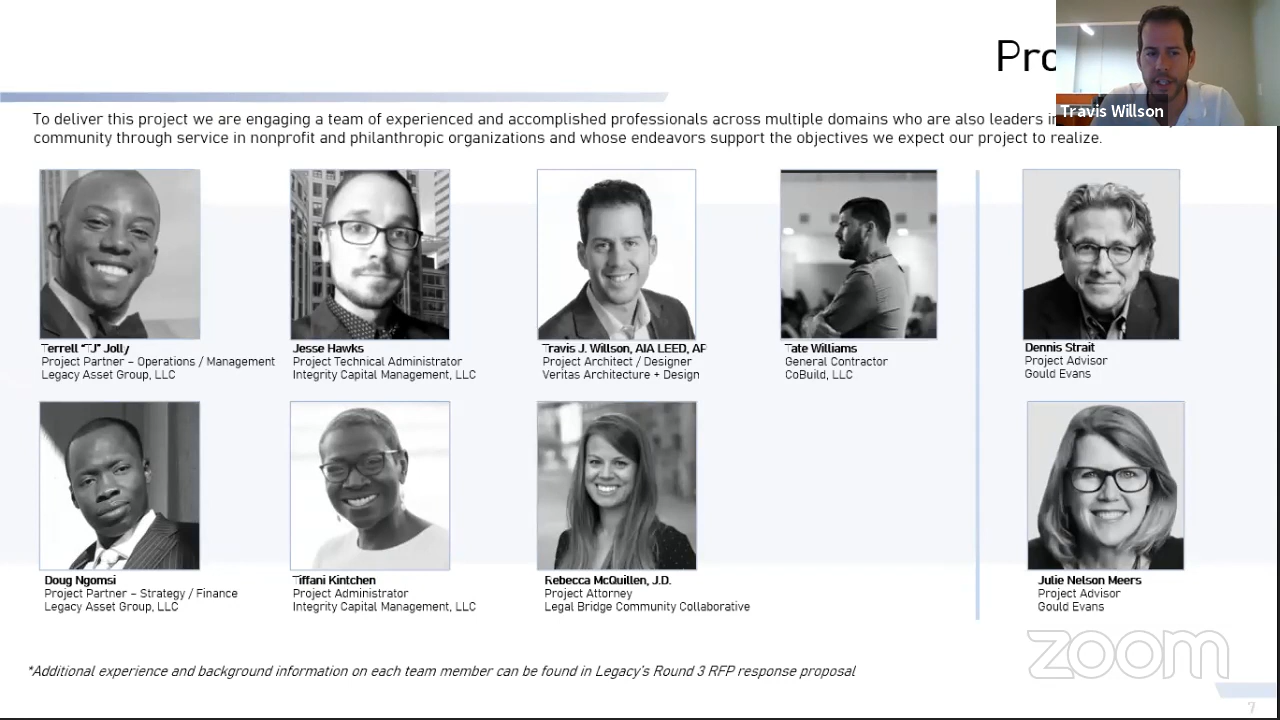 Pro
Travis Willson
To deliver this project we are engaging a team of experienced and accomplished professionals across multiple domains who are also leaders in
community through service in nonprofit and philanthropic organizations and whose endeavors support the objectives we expect our project to realize.
Terrell “TJ” Jolly
Project Partner – Operations / Management
Legacy Asset Group, LLC
Jesse Hawks
Project Technical Administrator
Integrity Capital Management, LLC
Travis J. Willson, AIA LEED, AP
Project Architect / Designer
Veritas Architecture + Design
Tate Williams
General Contractor
CoBuild, LLC
Dennis Strait
Project Advisor
Gould Evans
Doug Ngomsi
Project Partner – Strategy / Finance
Legacy Asset Group, LLC
Tiffani Kintchen
Project Administrator
Integrity Capital Management, LLC
Rebecca McQuillen, J.D.
Project Attorney
Legal Bridge Community Collaborative
Julie Nelson Meers
Project Advisor
Gould Evans
*Additional experience and background information on each team member can be found in Legacy's Round 3 RFP response proposal
zoom
7